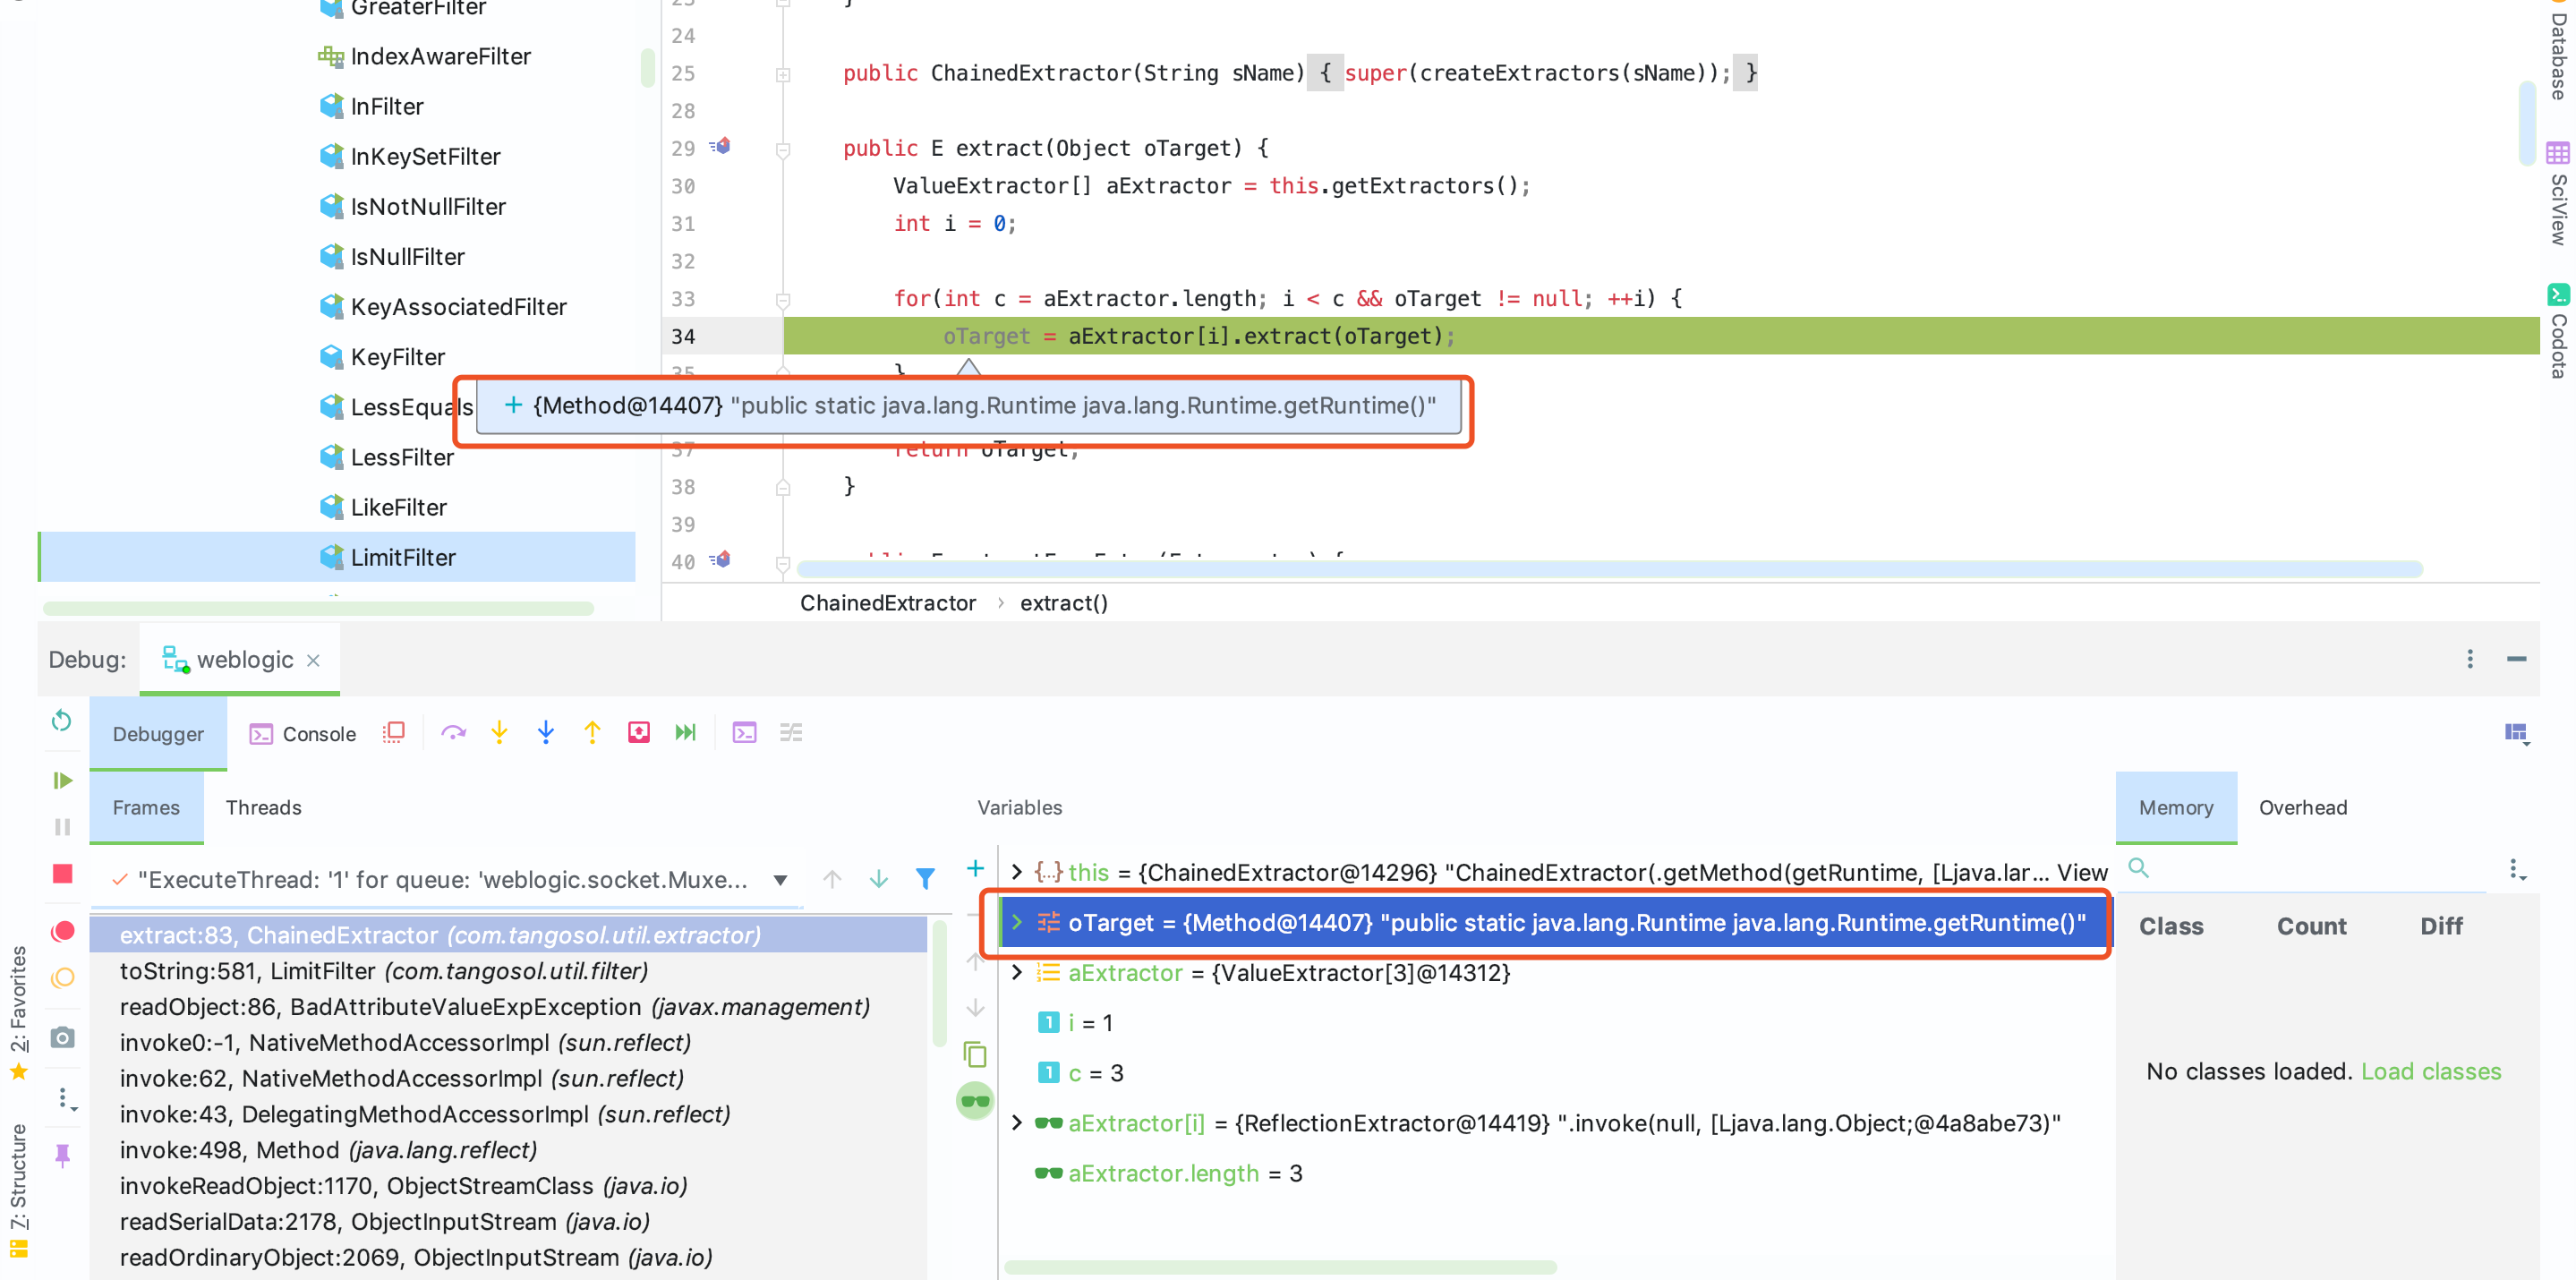 GreaterFilter
IndexAwareFilter
InFilter
InKeySetFilter
IsNotNullFilter
IsNullFilter
KeyAssociatedFilter
KeyFilter
LessEquals
LessFilter
LikeFilter
LimitFilter
23 }
24
25 public ChainedExtractor(String sName) { super(createExtractors(sName)); }
28
29 public E extract(Object oTarget) {
30 ValueExtractor[] aExtractor = this.getExtractors();
31 int i = 0;
32
33 for(int c = aExtractor.length; i < c && oTarget != null; ++i) {
34 oTarget = aExtractor[i].extract(oTarget);
35 }
+ {Method@14407} "public static java.lang.Runtime java.lang.Runtime.getRuntime()"
37 return oTarget;
38 }
39
40
ChainedExtractor › extract()
Database
SciView
Codota
Debug: weblogic ×
Debugger Console
Frames Threads
"ExecuteThread: '1' for queue: 'weblogic.socket.Muxe...
extract:83, ChainedExtractor (com.tangosol.util.extractor)
toString:581, LimitFilter (com.tangosol.util.filter)
readObject:86, BadAttributeValueExpException (javax.management)
invoke0:-1, NativeMethodAccessorImpl (sun.reflect)
invoke:62, NativeMethodAccessorImpl (sun.reflect)
invoke:43, DelegatingMethodAccessorImpl (sun.reflect)
invoke:498, Method (java.lang.reflect)
invokeReadObject:1170, ObjectStreamClass (java.io)
readSerialData:2178, ObjectInputStream (java.io)
readOrdinaryObject:2069, ObjectInputStream (java.io)
Variables
this = {ChainedExtractor@14296} "ChainedExtractor(.getMethod(getRuntime, [Ljava.lar... View
oTarget = {Method@14407} "public static java.lang.Runtime java.lang.Runtime.getRuntime()"
aExtractor = {ValueExtractor[3]@14312}
i = 1
c = 3
aExtractor[i] = {ReflectionExtractor@14419} ".invoke(null, [Ljava.lang.Object;@4a8abe73)"
aExtractor.length = 3
Memory Overhead
Class Count Diff
No classes loaded. Load classes
2: Favorites
7: Structure